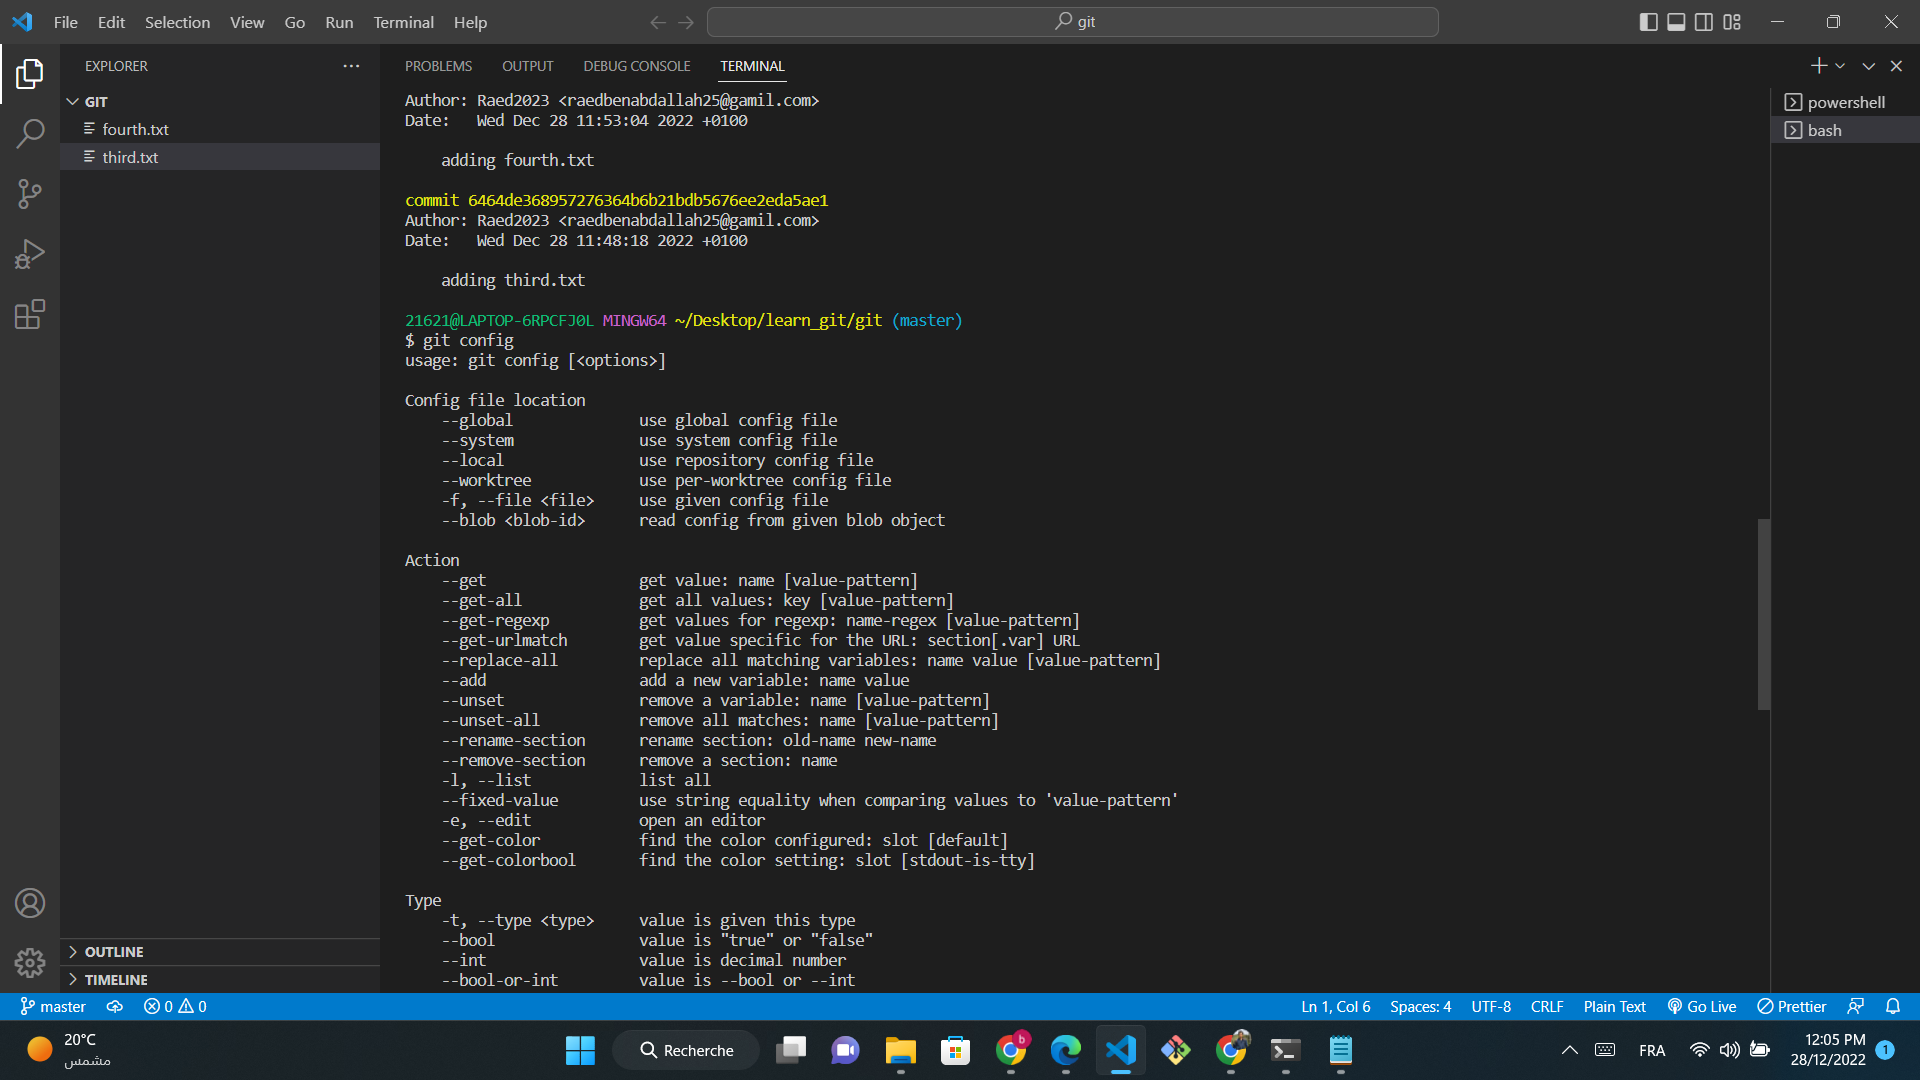 File Edit Selection View Go Run Terminal Help
git
EXPLORER
GIT
fourth.txt
third.txt
OUTLINE
TIMELINE
PROBLEMS OUTPUT DEBUG CONSOLE TERMINAL
powershell
bash
Author: Raed2023 <raedbenabdallah25@gamil.com>
Date:   Wed Dec 28 11:53:04 2022 +0100
adding fourth.txt
commit 6464de368957276364b6b21bdb5676ee2eda5ae1
Author: Raed2023 <raedbenabdallah25@gamil.com>
Date:   Wed Dec 28 11:48:18 2022 +0100
adding third.txt
21621@LAPTOP-6RPCFJ0L MINGW64 ~/Desktop/learn_git/git (master)
$ git config
usage: git config [<options>]
Config file location
--global              use global config file
--system              use system config file
--local               use repository config file
--worktree            use per-worktree config file
-f, --file <file>     use given config file
--blob <blob-id>      read config from given blob object
Action
--get                 get value: name [value-pattern]
--get-all             get all values: key [value-pattern]
--get-regexp          get values for regexp: name-regex [value-pattern]
--get-urlmatch        get value specific for the URL: section[.var] URL
--replace-all         replace all matching variables: name value [value-pattern]
--add                 add a new variable: name value
--unset               remove a variable: name [value-pattern]
--unset-all           remove all matches: name [value-pattern]
--rename-section      rename section: old-name new-name
--remove-section      remove a section: name
-l, --list            list all
--fixed-value         use string equality when comparing values to 'value-pattern'
-e, --edit            open an editor
--get-color           find the color configured: slot [default]
--get-colorbool       find the color setting: slot [stdout-is-tty]
Type
-t, --type <type>     value is given this type
--bool                value is "true" or "false"
--int                 value is decimal number
--bool-or-int         value is --bool or --int
master 0 0 Ln 1, Col 6 Spaces: 4 UTF-8 CRLF Plain Text Go Live Prettier
20°C
مشمس
Recherche
b
FRA
12:05 PM
28/12/2022
1